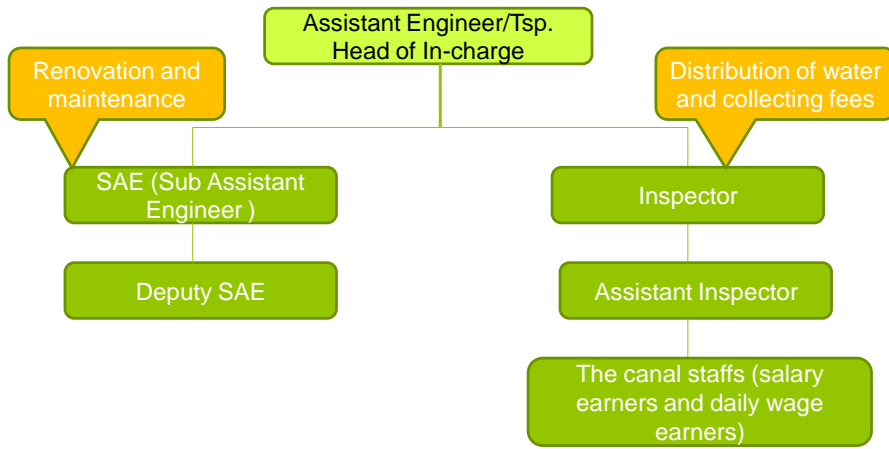 Assistant Engineer/Tsp.
Head of In-charge
Renovation and
maintenance
Distribution of water
and collecting fees
SAE (Sub Assistant
Engineer )
Inspector
Deputy SAE
Assistant Inspector
The canal staffs (salary
earners and daily wage
earners)